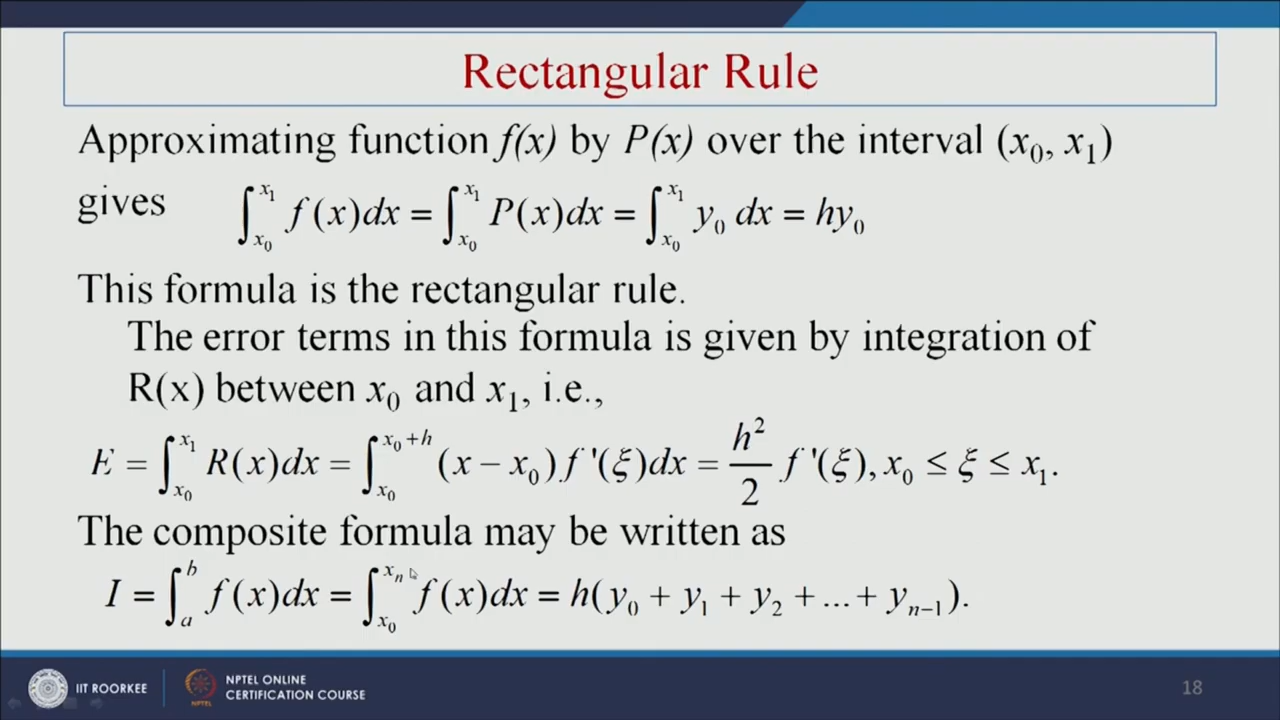 Rectangular Rule
Approximating function f(x) by P(x) over the interval (x₀, x₁)
gives ∫_{x₀}^{x₁} f(x)dx = ∫_{x₀}^{x₁} P(x)dx = ∫_{x₀}^{x₁} y₀ dx = hy₀
This formula is the rectangular rule.
The error terms in this formula is given by integration of
R(x) between x₀ and x₁, i.e.,
E = ∫_{x₀}^{x₁} R(x)dx = ∫_{x₀}^{x₀+h} (x − x₀) f '(ξ)dx = h²/2 f '(ξ), x₀ ≤ ξ ≤ x₁.
The composite formula may be written as
I = ∫_{a}^{b} f(x)dx = ∫_{x₀}^{xₙ} f(x)dx = h(y₀ + y₁ + y₂ + ... + yₙ₋₁).
IIT ROORKEE
NPTEL
NPTEL ONLINE
CERTIFICATION COURSE
18